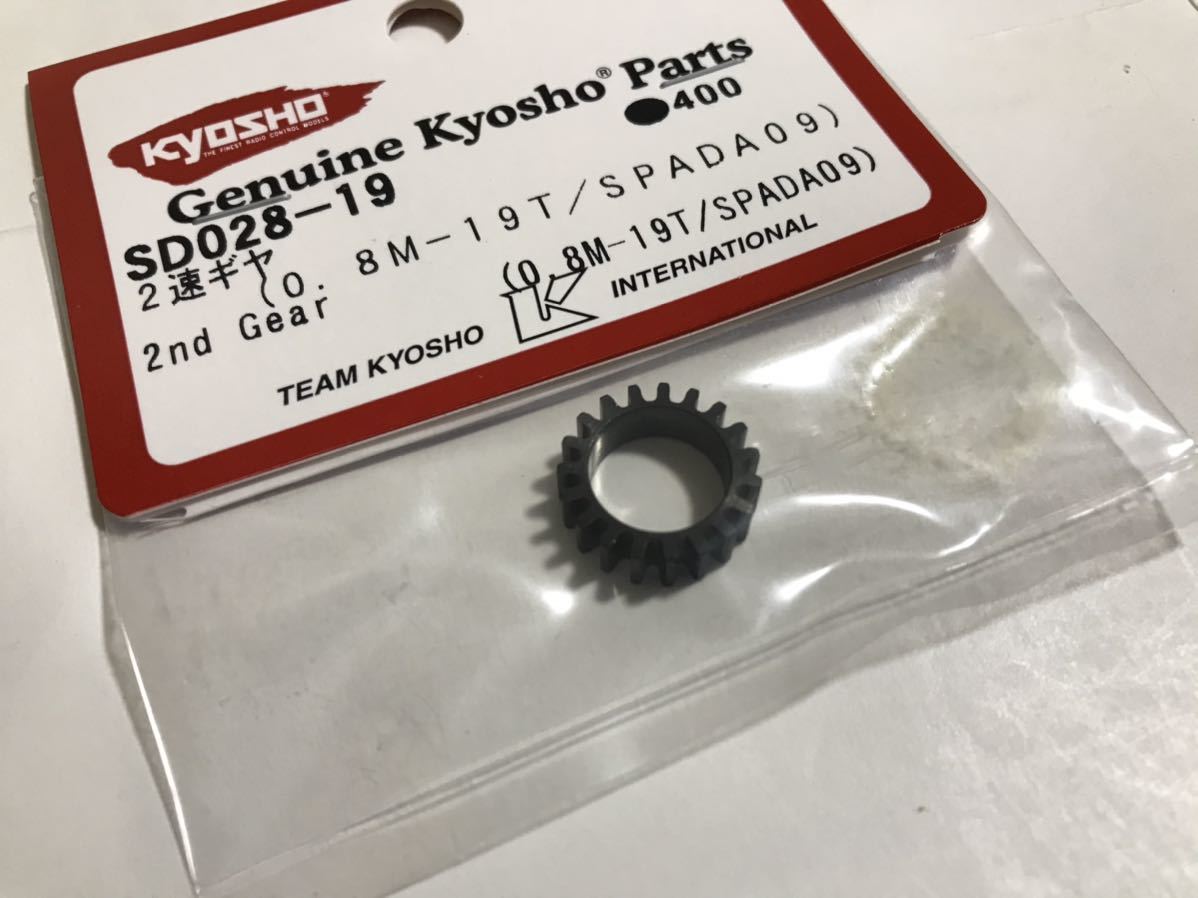 KYOSHO®
THE FINEST RADIO CONTROL MODELS
Genuine Kyosho® Parts
SD028-19
●400
2速ギヤ
(0.8M-19T/SPADA09)
2nd Gear
(0.8M-19T/SPADA09)
TEAM KYOSHO K INTERNATIONAL